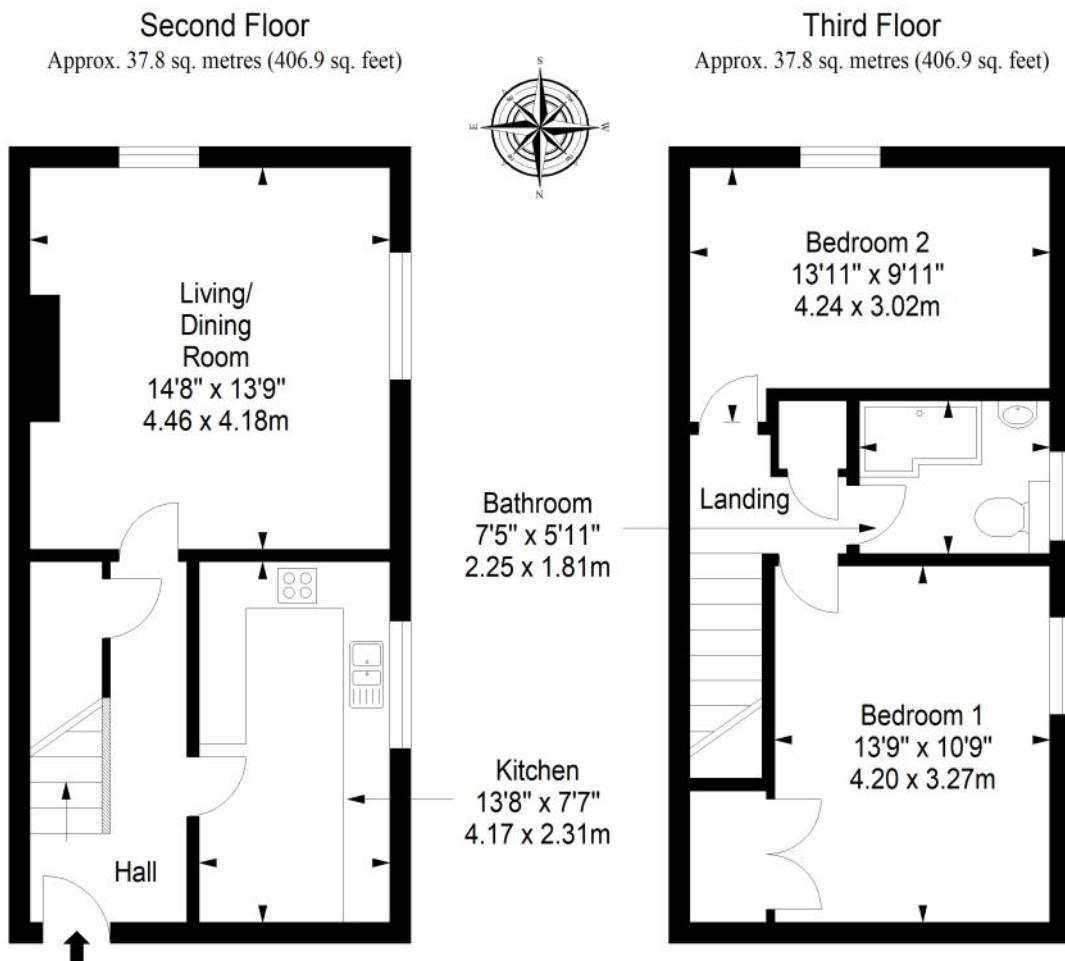 Second Floor
Approx. 37.8 sq. metres (406.9 sq. feet)
Living/
Dining
Room
14'8" x 13'9"
4.46 x 4.18m
Hall
Kitchen
13'8" x 7'7"
4.17 x 2.31m
S
E
W
N
Third Floor
Approx. 37.8 sq. metres (406.9 sq. feet)
Bedroom 2
13'11" x 9'11"
4.24 x 3.02m
Landing
Bathroom
7'5" x 5'11"
2.25 x 1.81m
Bedroom 1
13'9" x 10'9"
4.20 x 3.27m